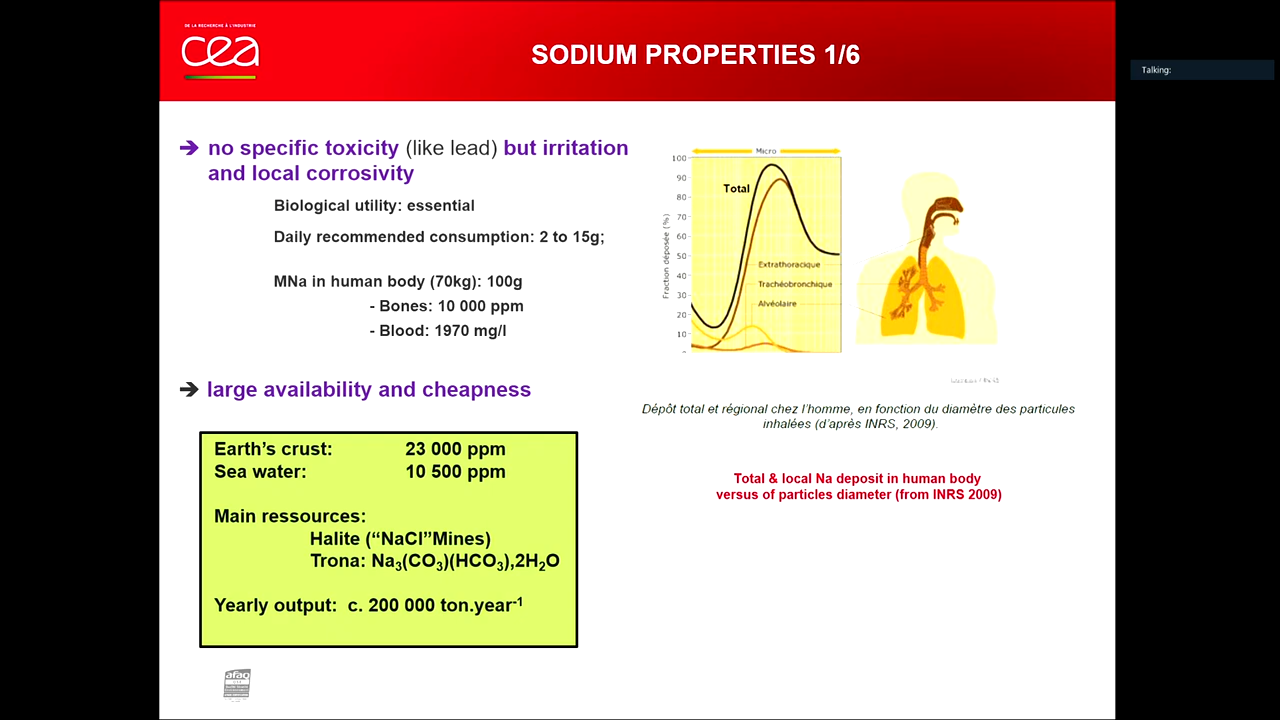 DE LA RECHERCHE À L'INDUSTRIE
cea
SODIUM PROPERTIES 1/6
Talking:
➔ no specific toxicity (like lead) but irritation
and local corrosivity
Biological utility: essential
Daily recommended consumption: 2 to 15g;
MNa in human body (70kg): 100g
- Bones: 10 000 ppm
- Blood: 1970 mg/l
➔ large availability and cheapness
Earth's crust: 23 000 ppm
Sea water: 10 500 ppm
Main ressources:
Halite (“NaCl”Mines)
Trona: Na₃(CO₃)(HCO₃),2H₂O
Yearly output: c. 200 000 ton.year⁻¹
afaq
Micro
Fraction déposée (%)
100
90
80
70
60
50
40
30
20
10
Total
Extrathoracique
Trachéobronchique
Alvéolaire
Dépôt total et régional chez l’homme, en fonction du diamètre des particules
inhalées (d’après INRS, 2009).
Total & local Na deposit in human body
versus of particles diameter (from INRS 2009)